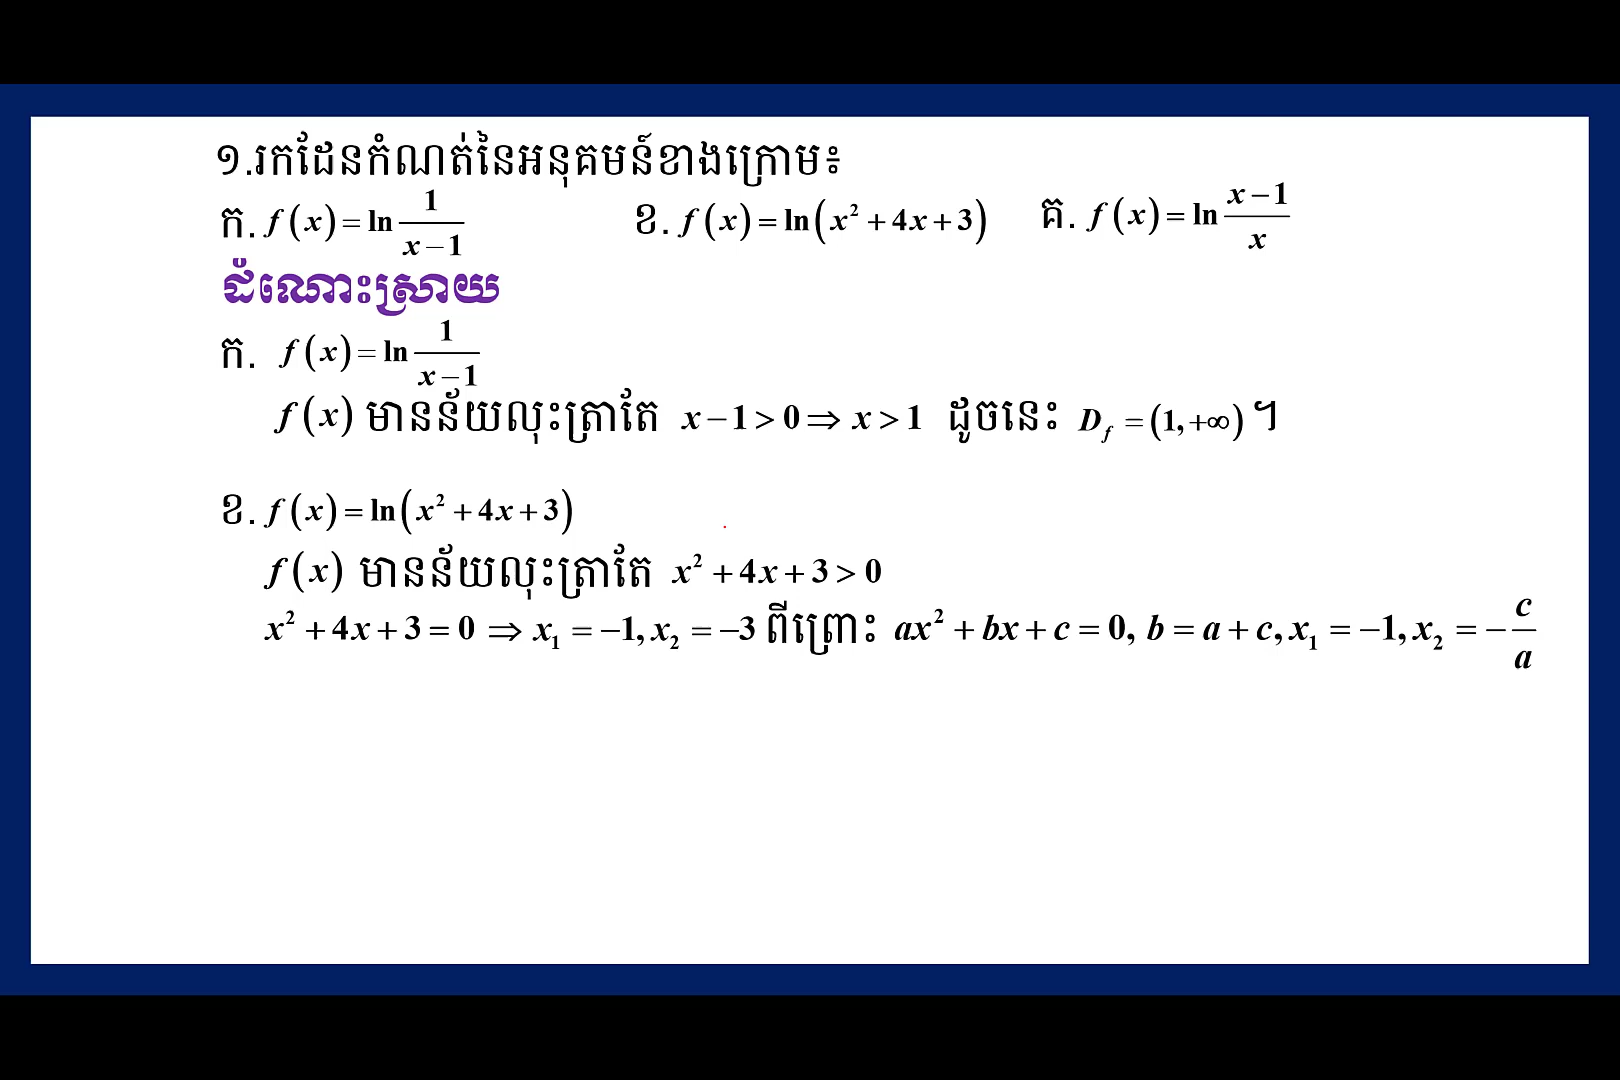 ១.រកដែនកំណត់នៃអនុគមន៍ខាងក្រោម៖
ក. f(x) = ln 1/(x−1) ខ. f(x) = ln(x² + 4x + 3) គ. f(x) = ln (x−1)/x
ដំណោះស្រាយ
ក. f(x) = ln 1/(x−1)
f(x) មានន័យលុះត្រាតែ x − 1 > 0 ⇒ x > 1 ដូចនេះ D_f = (1, +∞) ។
ខ. f(x) = ln(x² + 4x + 3)
f(x) មានន័យលុះត្រាតែ x² + 4x + 3 > 0
x² + 4x + 3 = 0 ⇒ x₁ = −1, x₂ = −3 ពីព្រោះ ax² + bx + c = 0, b = a + c, x₁ = −1, x₂ = −c/a